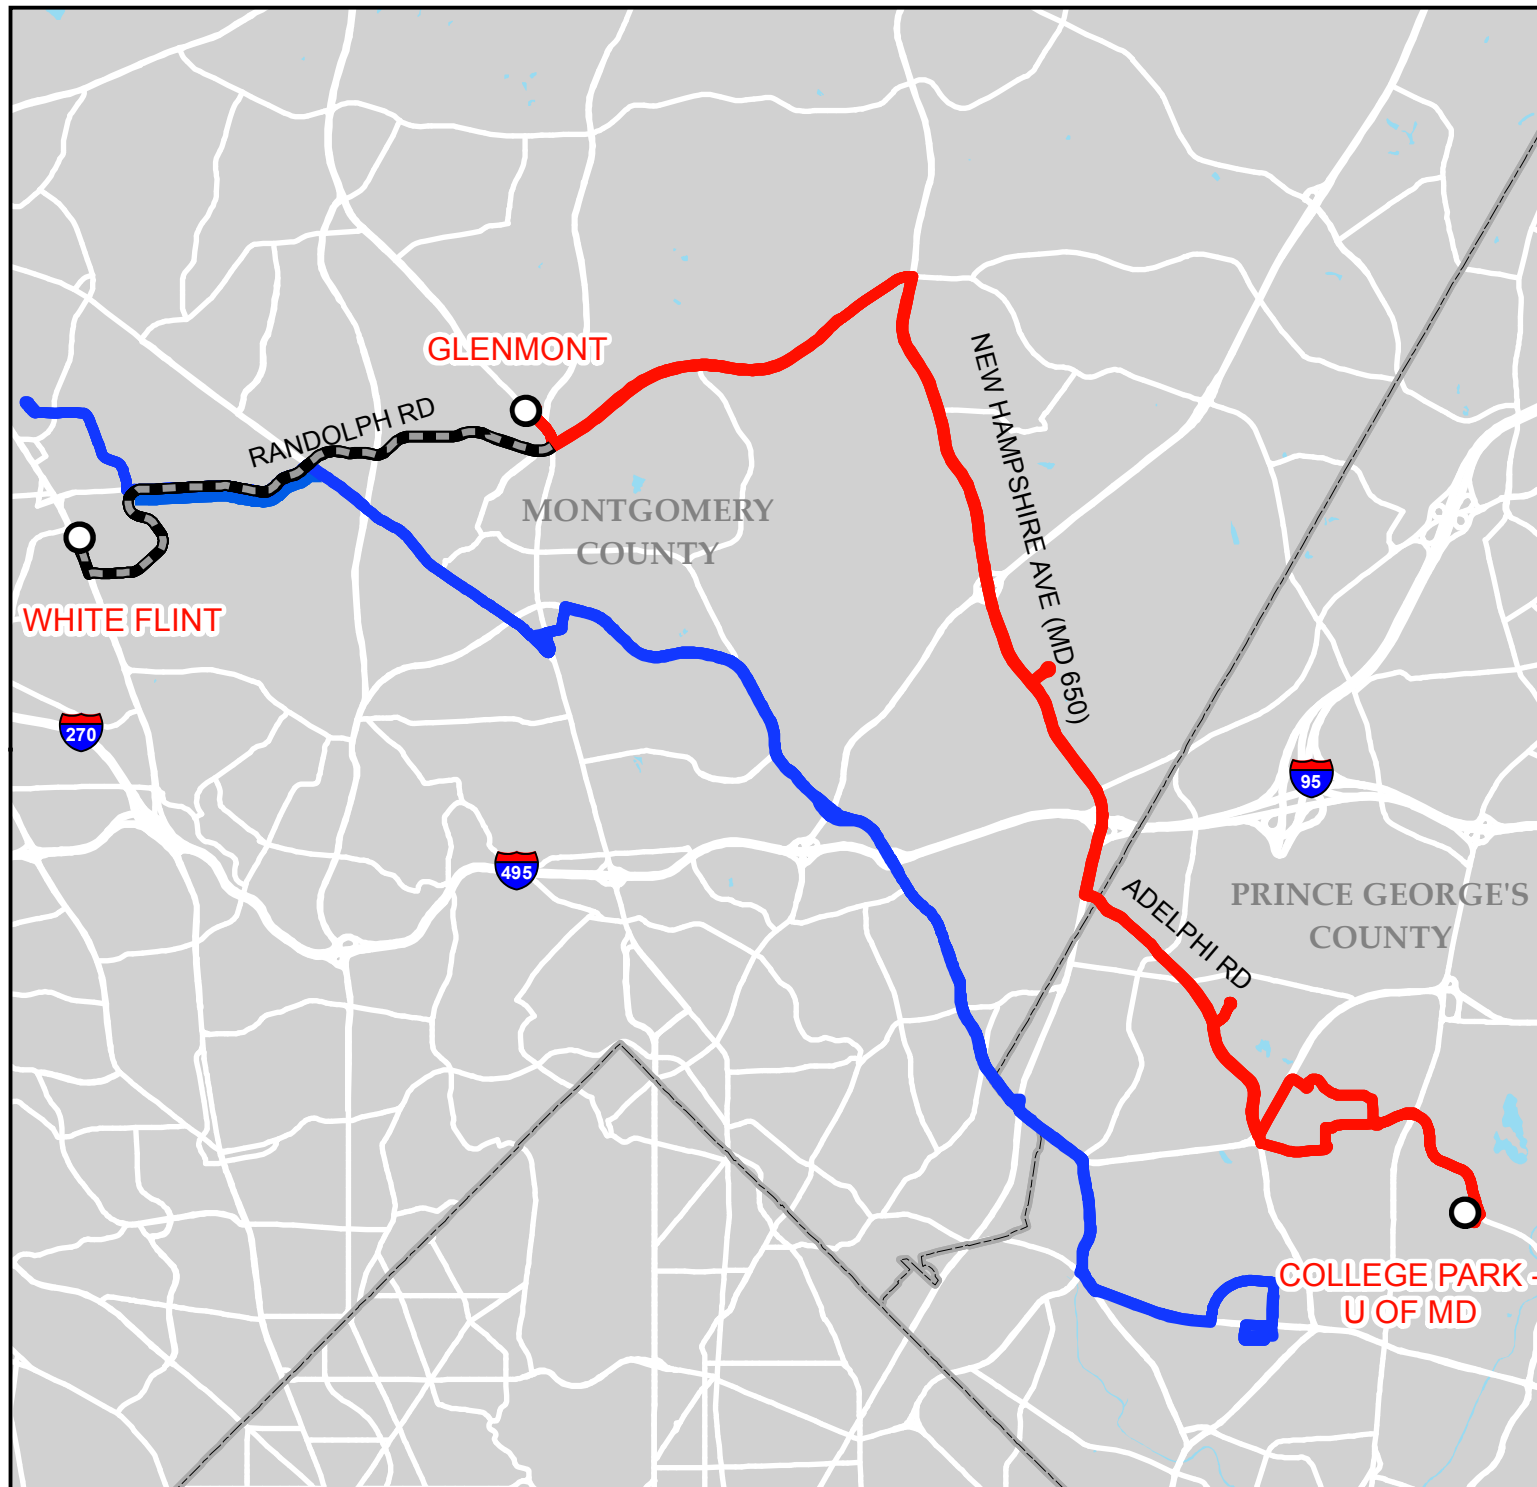 GLENMONT
RANDOLPH RD
NEW HAMPSHIRE AVE (MD 650)
MONTGOMERY
COUNTY
WHITE FLINT
270
95
495
ADELPHI RD
PRINCE GEORGE'S
COUNTY
COLLEGE PARK -
U OF MD